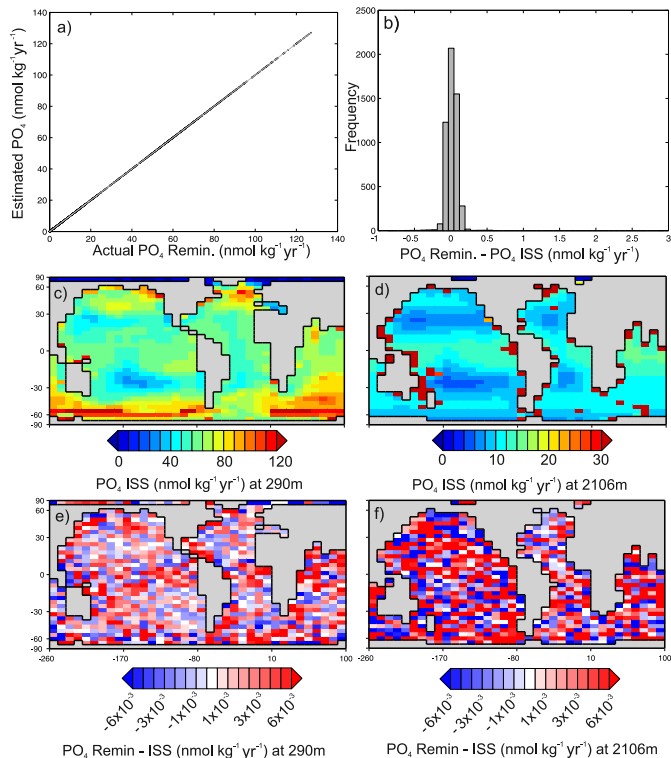 a)
Estimated PO4 (nmol kg-1yr-1)
140
120
100
80
60
40
20
0
0 20 40 60 80 100 120 140
Actual PO4 Remin. (nmol kg-1yr-1)
b)
Frequency
2500
2000
1500
1000
500
0
-1 -0.5 0 0.5 1 1.5 2 2.5 3
PO4 Remin. - PO4 ISS (nmol kg-1yr-1)
c)
90
60
30
0
-30
-60
-90
0 40 80 120
PO4 ISS (nmol kg-1 yr-1) at 290m
d)
0 10 20 30
PO4 ISS (nmol kg-1 yr-1) at 2106m
e)
90
60
30
0
-30
-60
-90
-260 -170 -80 10 100
-6x10-3 -3x10-3 -1x10-3 1x10-3 3x10-3 6x10-3
PO4 Remin - ISS (nmol kg-1 yr-1) at 290m
f)
-260 -170 -80 10 100
-6x10-3 -3x10-3 -1x10-3 1x10-3 3x10-3 6x10-3
PO4 Remin - ISS (nmol kg-1 yr-1) at 2106m